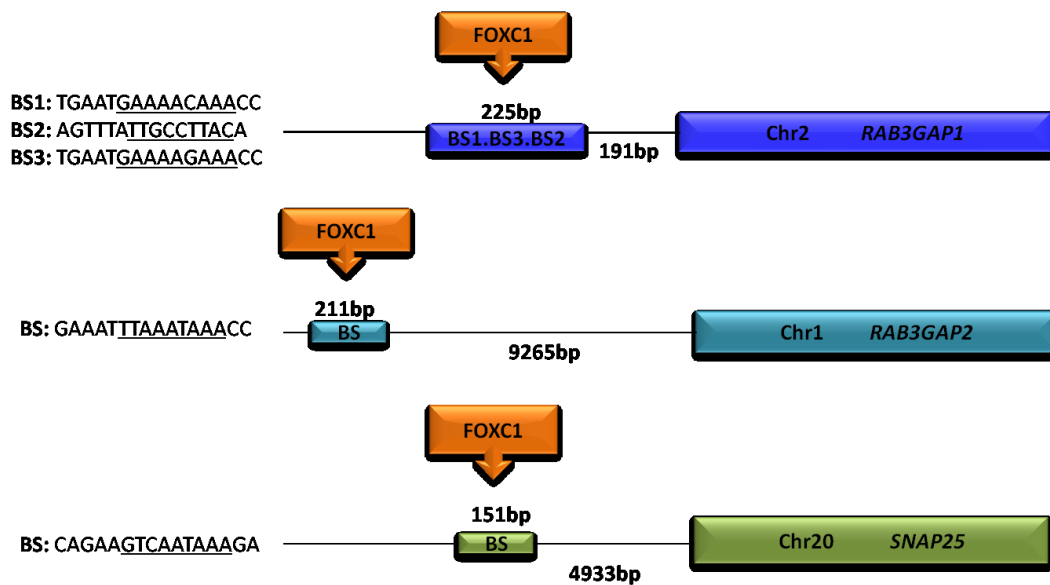 FOXC1
BS1: TGAATGAAAACAAACC
BS2: AGTTTATTGCCTTACA
BS3: TGAATGAAAAGAAACC
225bp
BS1.BS3.BS2
191bp
Chr2 RAB3GAP1
FOXC1
BS: GAAATTTAAATAAACC
211bp
BS
9265bp
Chr1 RAB3GAP2
FOXC1
BS: CAGAAGTCAATAAAGA
151bp
BS
4933bp
Chr20 SNAP25